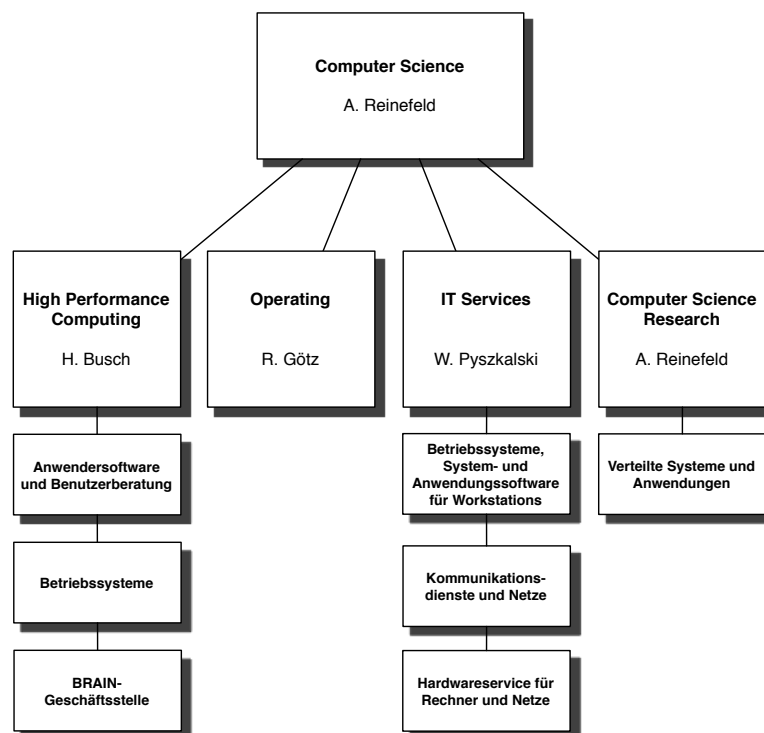 Computer Science
A. Reinefeld
High Performance
Computing
H. Busch
Operating
R. Götz
IT Services
W. Pyszkalski
Computer Science
Research
A. Reinefeld
Anwendersoftware
und Benutzerberatung
Betriebssysteme
BRAIN-
Geschäftsstelle
Betriebssysteme,
System- und
Anwendungssoftware
für Workstations
Kommunikations-
dienste und Netze
Hardwareservice für
Rechner und Netze
Verteilte Systeme und
Anwendungen